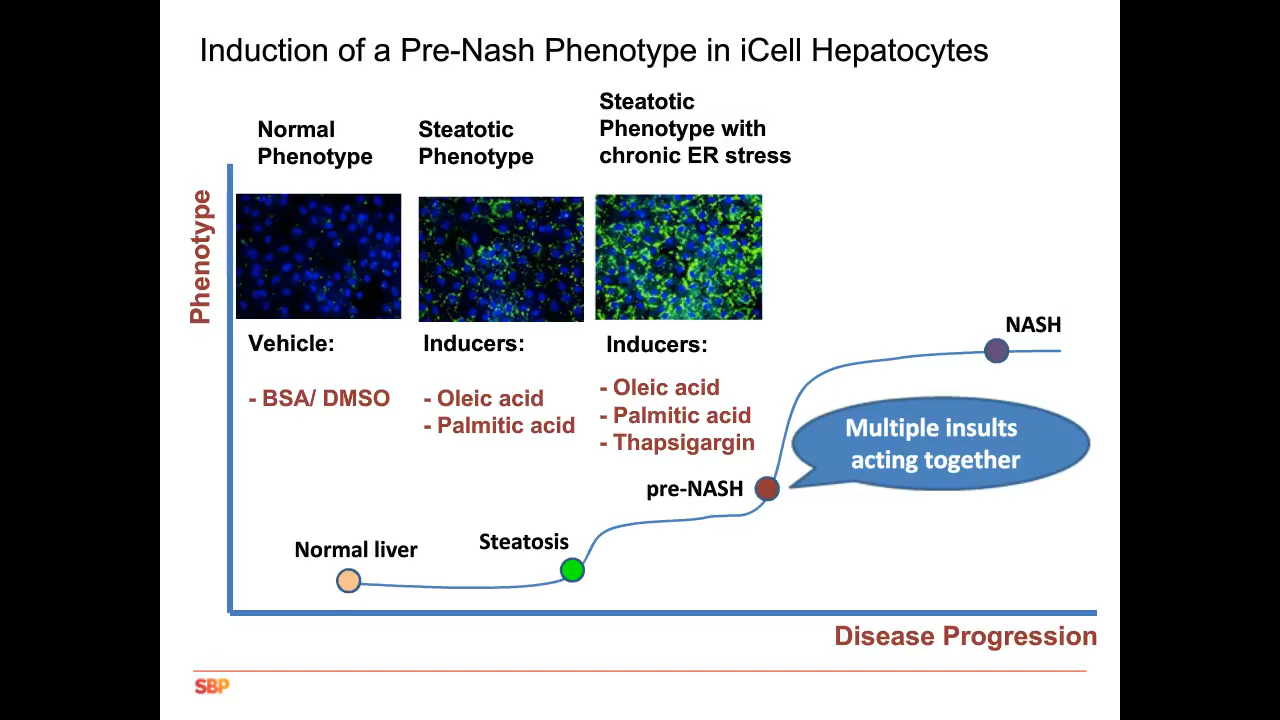 Induction of a Pre-Nash Phenotype in iCell Hepatocytes
Normal
Phenotype
Steatotic
Phenotype
Steatotic
Phenotype with
chronic ER stress
Phenotype
Vehicle:
- BSA/ DMSO
Inducers:
- Oleic acid
- Palmitic acid
Inducers:
- Oleic acid
- Palmitic acid
- Thapsigargin
NASH
Multiple insults
acting together
pre-NASH
Steatosis
Normal liver
Disease Progression
SBP